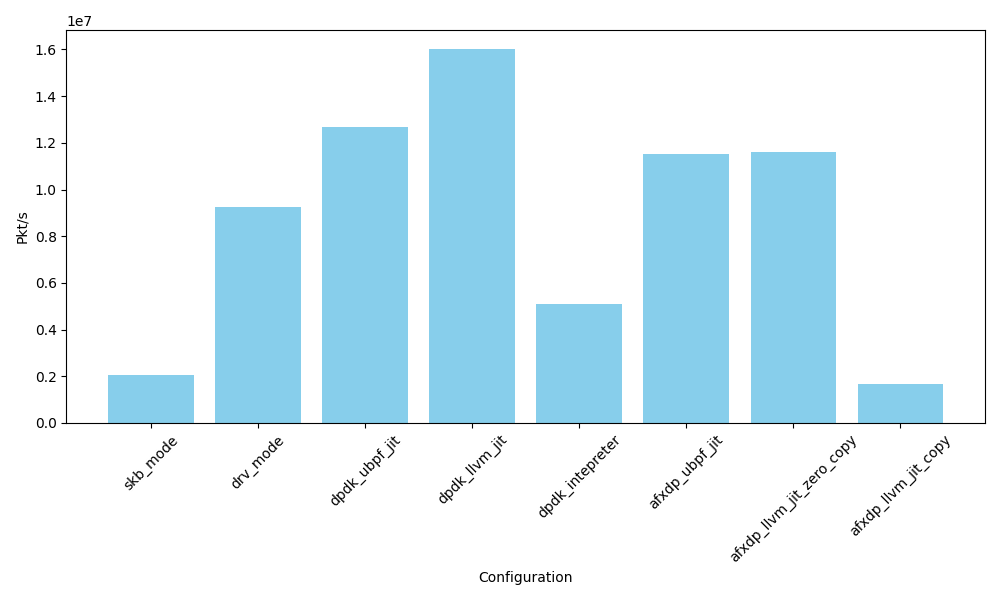 1e7
1.6
1.4
1.2
1.0
0.8
0.6
0.4
0.2
0.0
Pkt/s
skb_mode
drv_mode
dpdk_ubpf_jit
dpdk_llvm_jit
dpdk_intepreter
afxdp_ubpf_jit
afxdp_llvm_jit_zero_copy
afxdp_llvm_jit_copy
Configuration